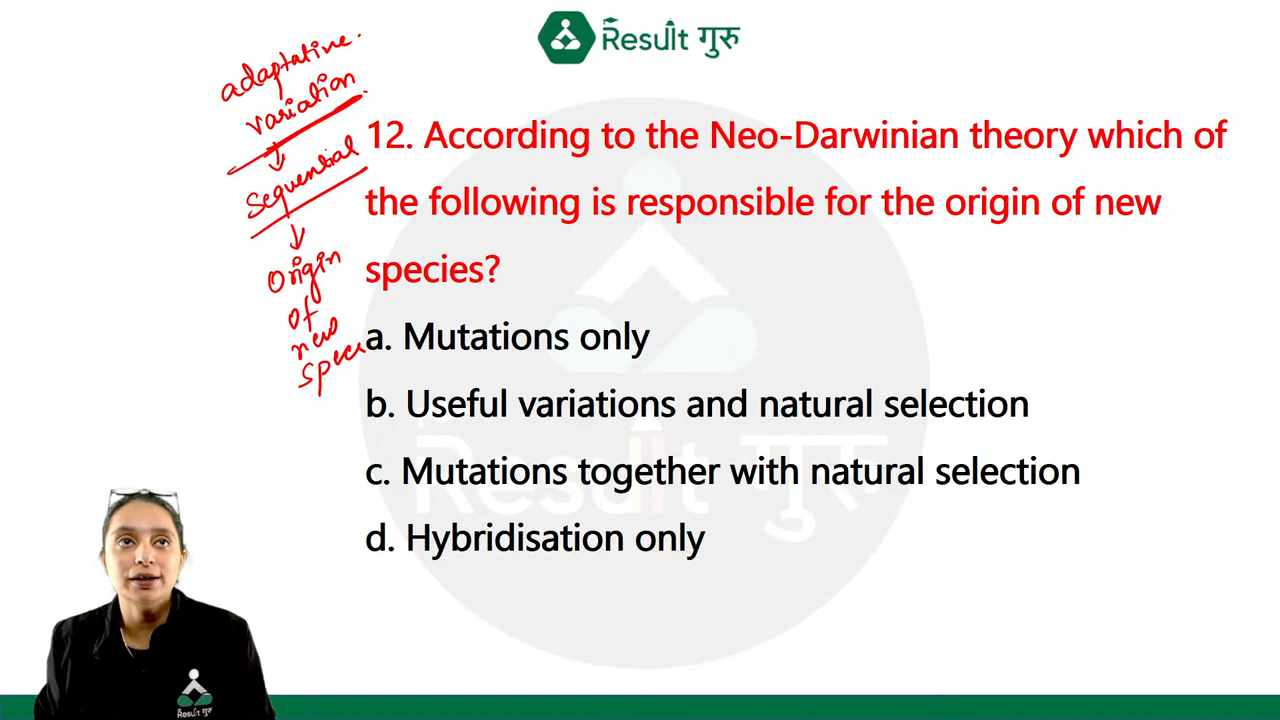 Result गुरु
adaptative
variation
Sequential
Origin
of
new
Species
12. According to the Neo-Darwinian theory which of
the following is responsible for the origin of new
species?
a. Mutations only
b. Useful variations and natural selection
c. Mutations together with natural selection
d. Hybridisation only
Result गुरु
Result गुरु